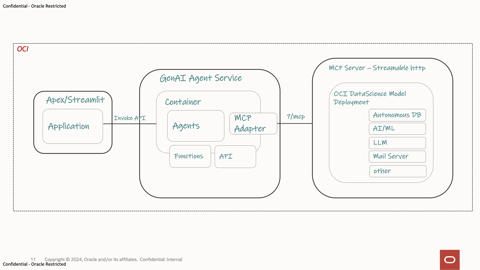 Confidential - Oracle Restricted
OCI
Apex/Streamlit
Application
Invoke API
GenAI Agent Service
Container
Agents
MCP
Adapter
Functions
API
?/mcp
MCP Server – Streamable http
OCI DataScience Model
Deployment
Autonomous DB
AI/ML
LLM
Mail Server
other
11 Copyright © 2024, Oracle and/or its affiliates. Confidential: Internal
Confidential - Oracle Restricted